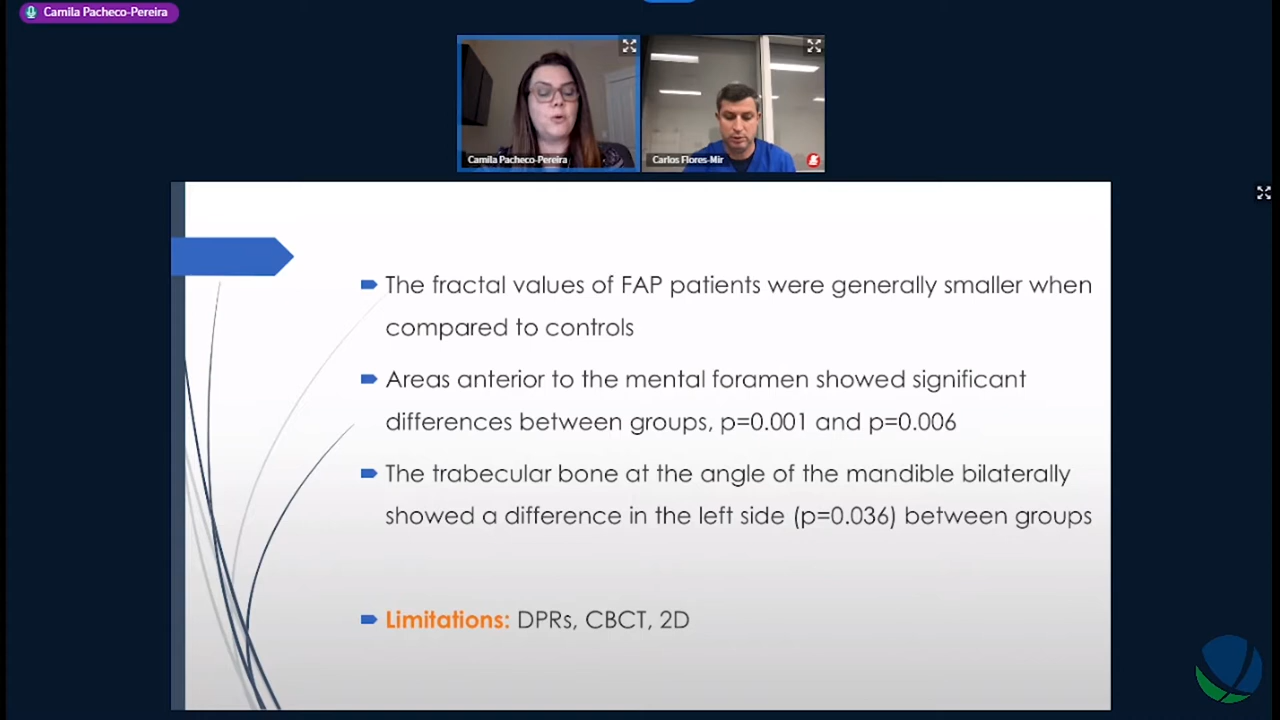 Camila Pacheco-Pereira
Camila Pacheco-Pereira
Carlos Flores-Mir
The fractal values of FAP patients were generally smaller when
compared to controls
Areas anterior to the mental foramen showed significant
differences between groups, p=0.001 and p=0.006
The trabecular bone at the angle of the mandible bilaterally
showed a difference in the left side (p=0.036) between groups
Limitations: DPRs, CBCT, 2D